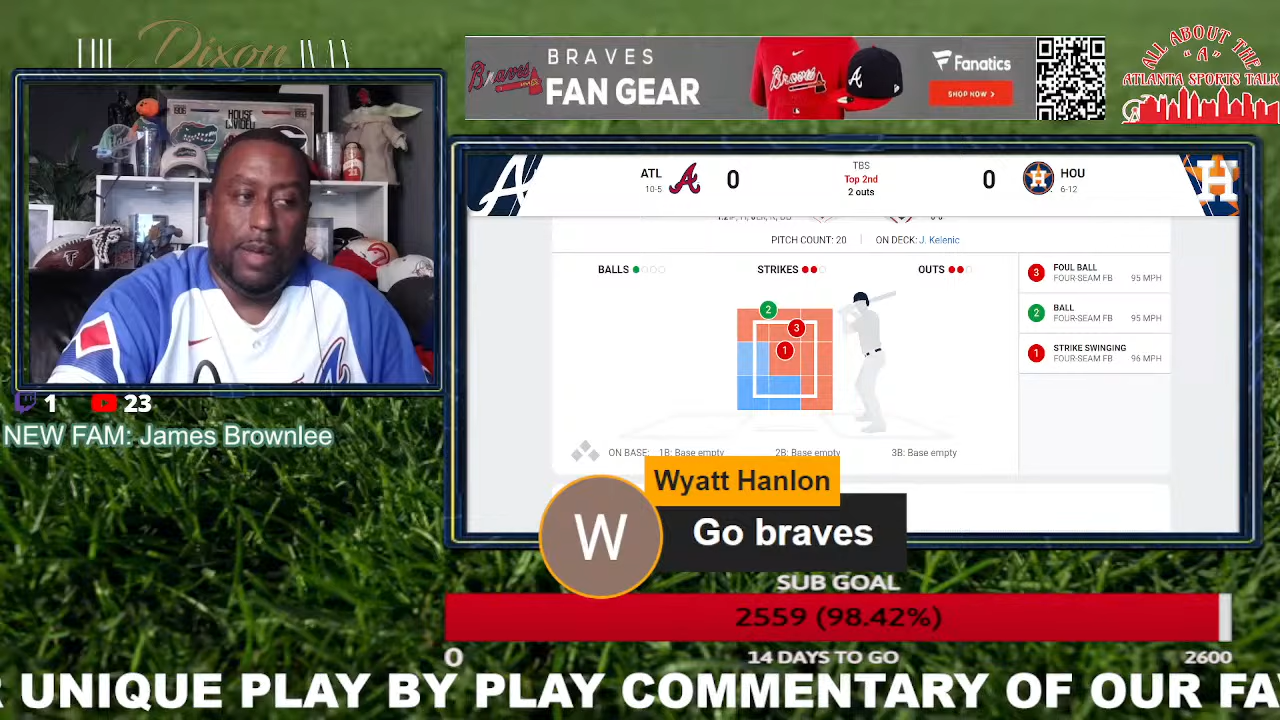 Dixon
BRAVES
FAN GEAR
Braves
Fanatics
SHOP NOW >
ALL ABOUT THE
"A"
ATLANTA SPORTS TALK
ATL
10-5
0
TBS
Top 2nd
2 outs
0
HOU
6-12
PITCH COUNT: 20
ON DECK: J. Kelenic
BALLS
STRIKES
OUTS
2
3
1
3 FOUL BALL
FOUR-SEAM FB 95 MPH
2 BALL
FOUR-SEAM FB 95 MPH
1 STRIKE SWINGING
FOUR-SEAM FB 96 MPH
ON BASE: 1B: Base empty 2B: Base empty 3B: Base empty
1 23
NEW FAM: James Brownlee
Wyatt Hanlon
W
Go braves
SUB GOAL
2559 (98.42%)
0 14 DAYS TO GO 2600
R UNIQUE PLAY BY PLAY COMMENTARY OF OUR FA